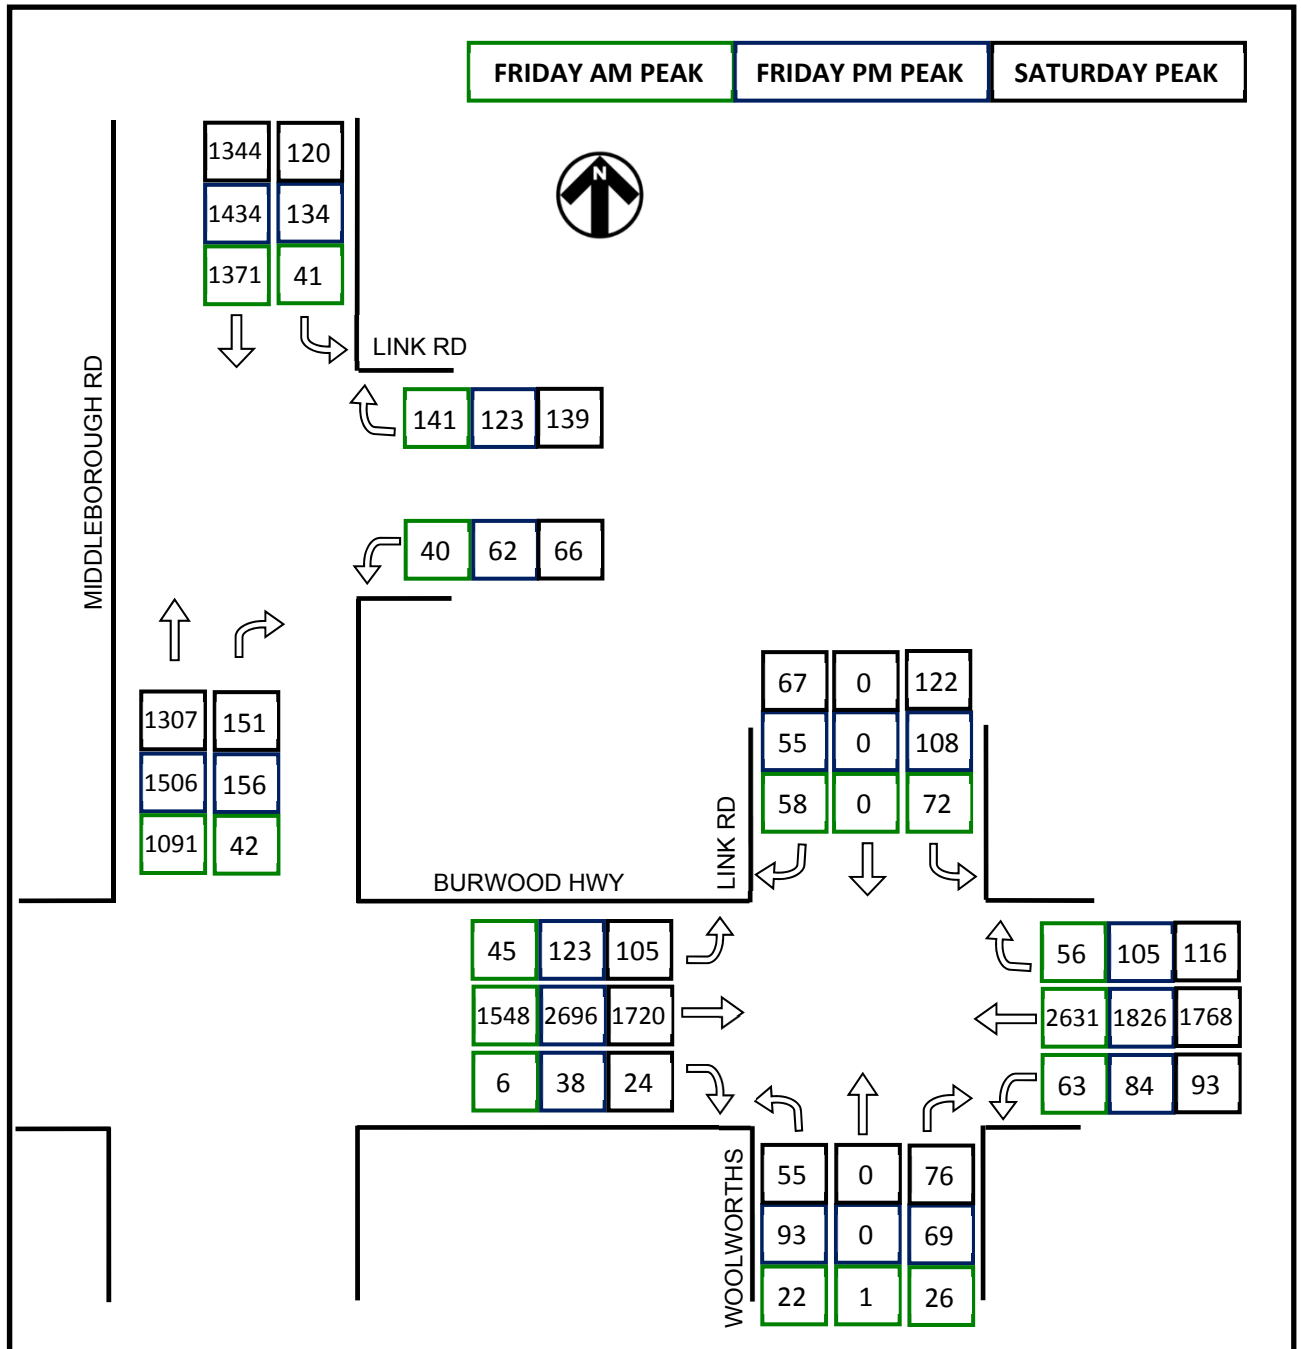 FRIDAY AM PEAK FRIDAY PM PEAK SATURDAY PEAK
1344 120
1434 134
1371 41
N
LINK RD
141 123 139
MIDDLEBOROUGH RD
40 62 66
1307 151
1506 156
1091 42
67 0 122
55 0 108
58 0 72
LINK RD
BURWOOD HWY
45 123 105
1548 2696 1720
6 38 24
56 105 116
2631 1826 1768
63 84 93
WOOLWORTHS
55 0 76
93 0 69
22 1 26